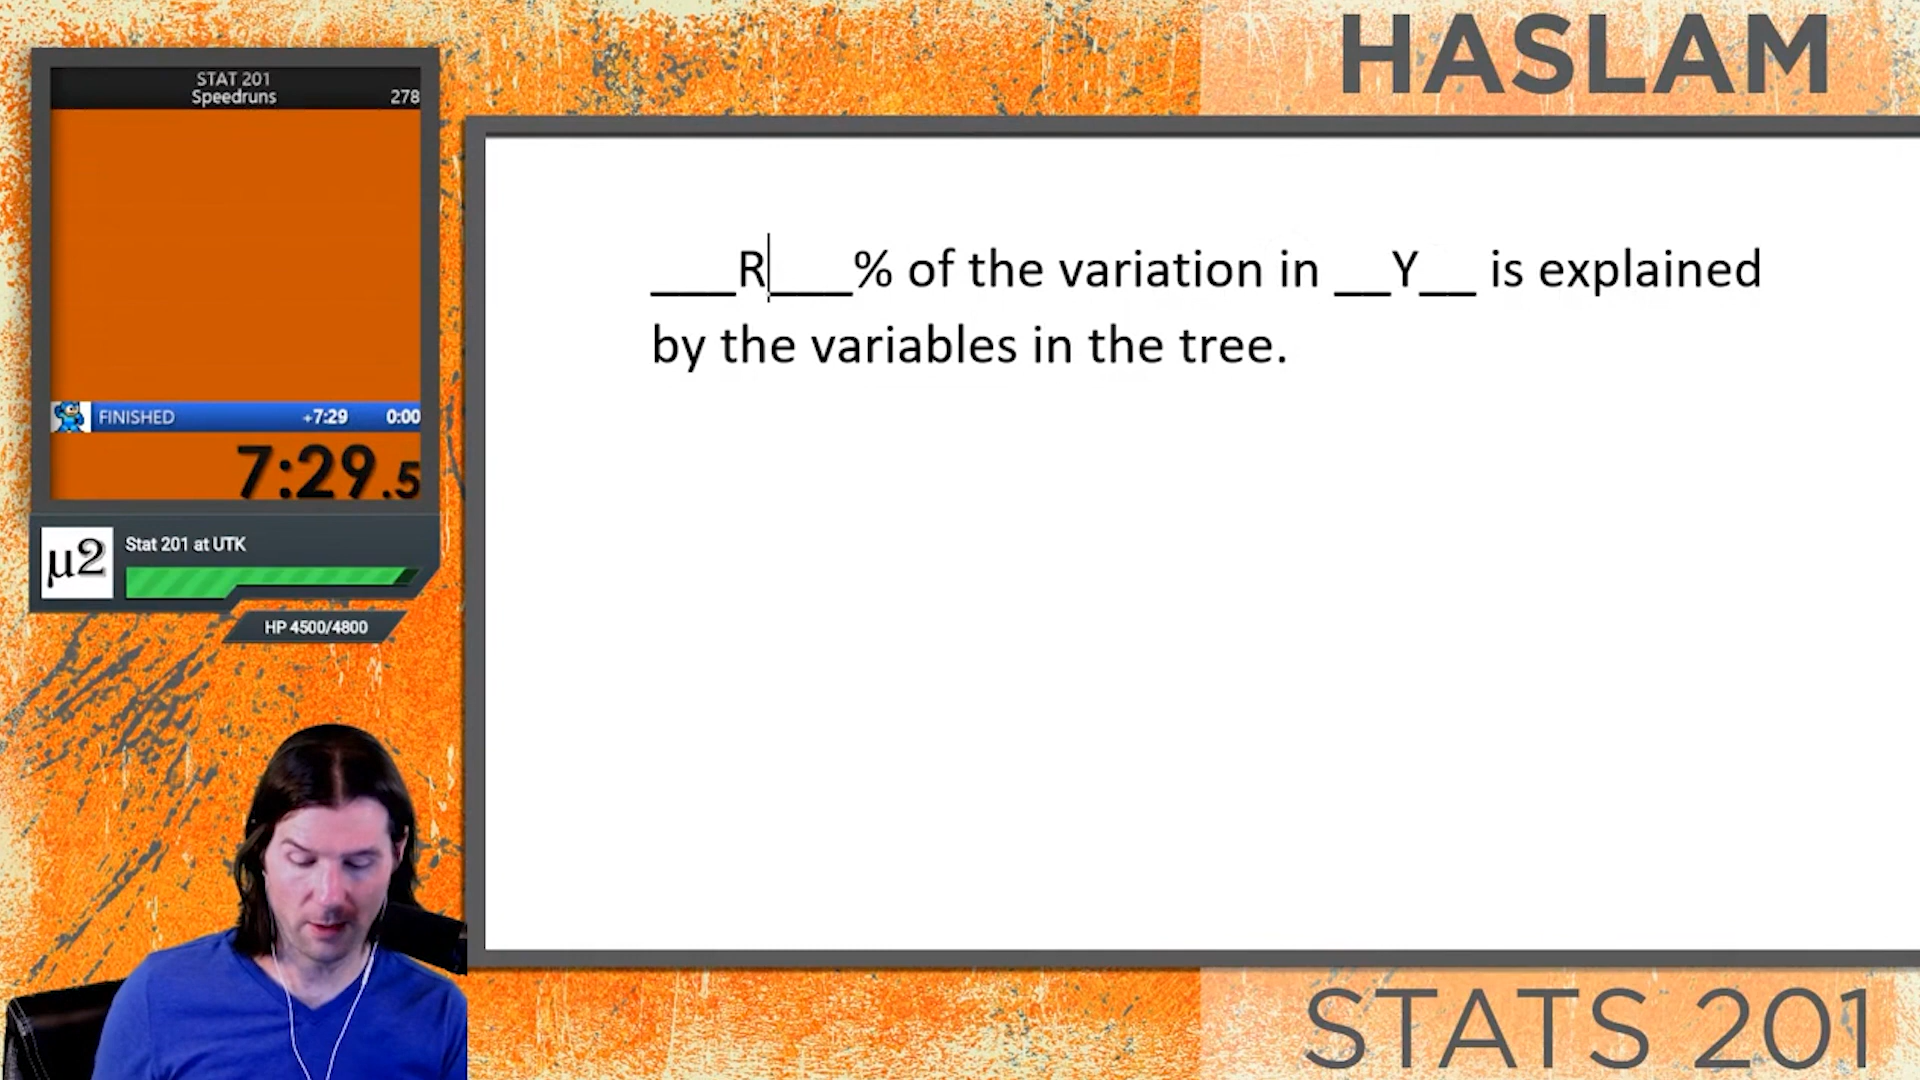 HASLAM
STAT 201
Speedruns 278
___R___% of the variation in __Y__ is explained
by the variables in the tree.
FINISHED +7:29 0:00
7:29.5
μ2
Stat 201 at UTK
HP 4500/4800
STATS 201